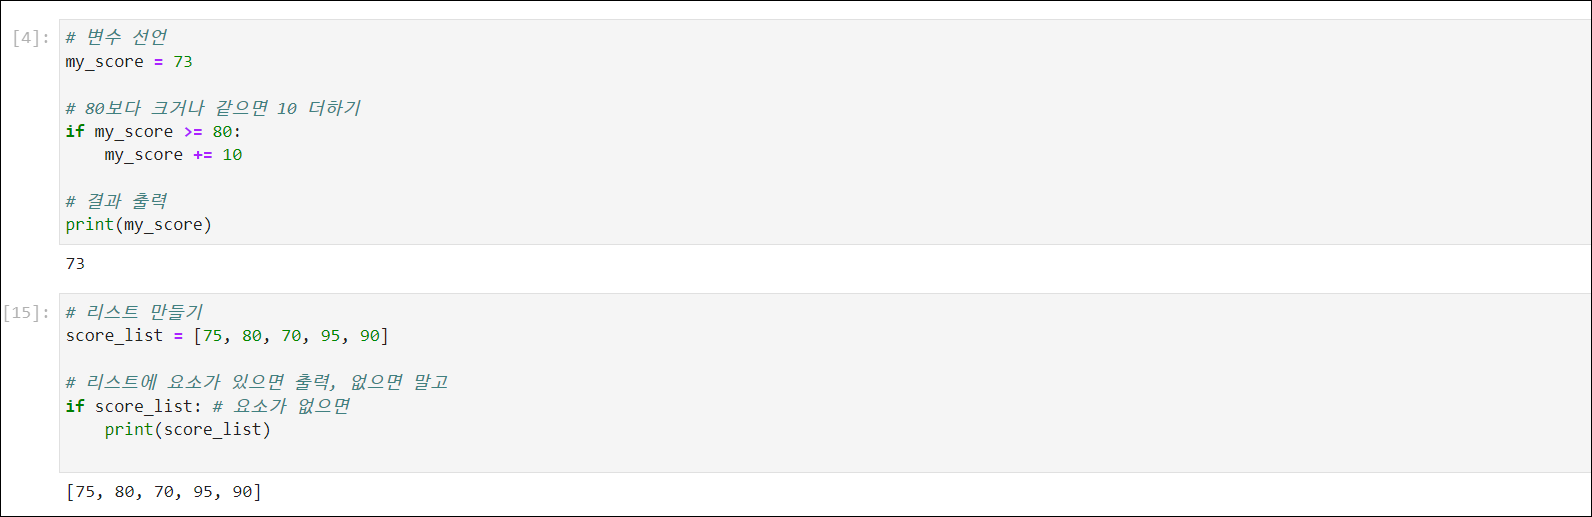 [4]: # 변수 선언
my_score = 73
# 80보다 크거나 같으면 10 더하기
if my_score >= 80:
    my_score += 10
# 결과 출력
print(my_score)
73
[15]: # 리스트 만들기
score_list = [75, 80, 70, 95, 90]
# 리스트에 요소가 있으면 출력, 없으면 말고
if score_list: # 요소가 없으면
    print(score_list)
[75, 80, 70, 95, 90]